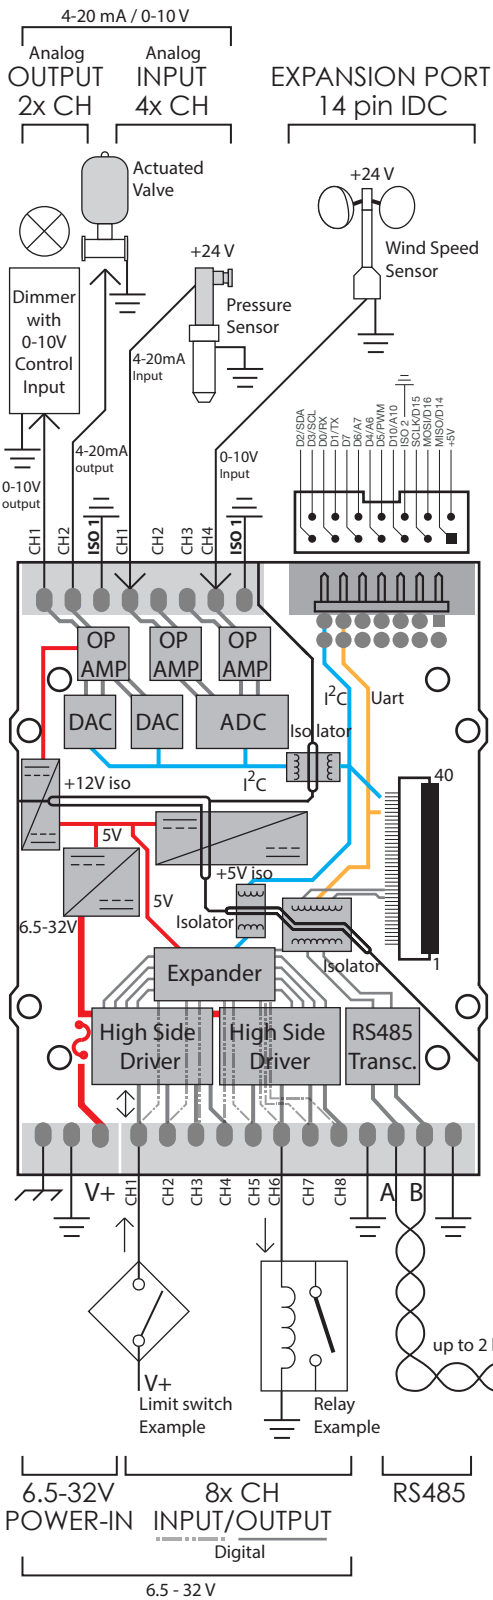 4-20 mA / 0-10 V
Analog
OUTPUT
2x CH
Analog
INPUT
4x CH
EXPANSION PORT
14 pin IDC
Actuated
Valve
+24 V
Wind Speed
Sensor
+24 V
Pressure
Sensor
Dimmer
with
0-10V
Control
Input
4-20mA
Input
4-20mA
output
0-10V
Input
0-10V
output
D2/SDA
D3/SCL
D0/RX
D1/TX
D7
D6/A7
D4/A6
D5/PWM
D10/A10
ISO 2
SCLK/D15
MOSI/D16
MISO/D14
+5V
CH1
CH2
ISO 1
CH1
CH2
CH3
CH4
ISO 1
OP
AMP
OP
AMP
OP
AMP
DAC
DAC
ADC
I2C
Uart
Isolator
I2C
+12V iso
40
5V
+5V iso
5V
6.5-32V
Isolator
Isolator
1
Expander
High Side
Driver
High Side
Driver
RS485
Transc.
V+
CH1
CH2
CH3
CH4
CH5
CH6
CH7
CH8
A
B
up to 2
V+
Limit switch
Example
Relay
Example
6.5-32V
POWER-IN
8x CH
INPUT/OUTPUT
Digital
RS485
6.5 - 32 V